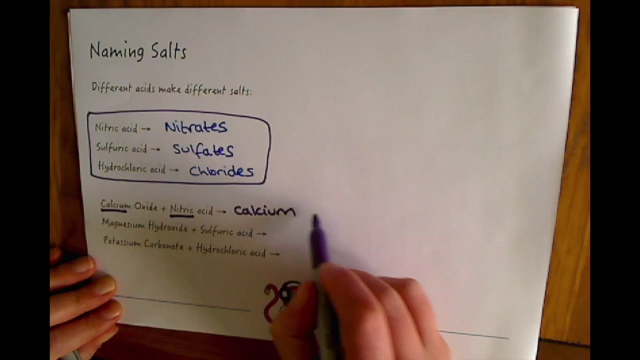 Naming Salts
Different acids make different salts:
Nitric acid → Nitrates
Sulfuric acid → Sulfates
Hydrochloric acid → Chlorides
Calcium Oxide + Nitric acid → calcium
Magnesium Hydroxide + Sulfuric acid →
Potassium Carbonate + Hydrochloric acid →